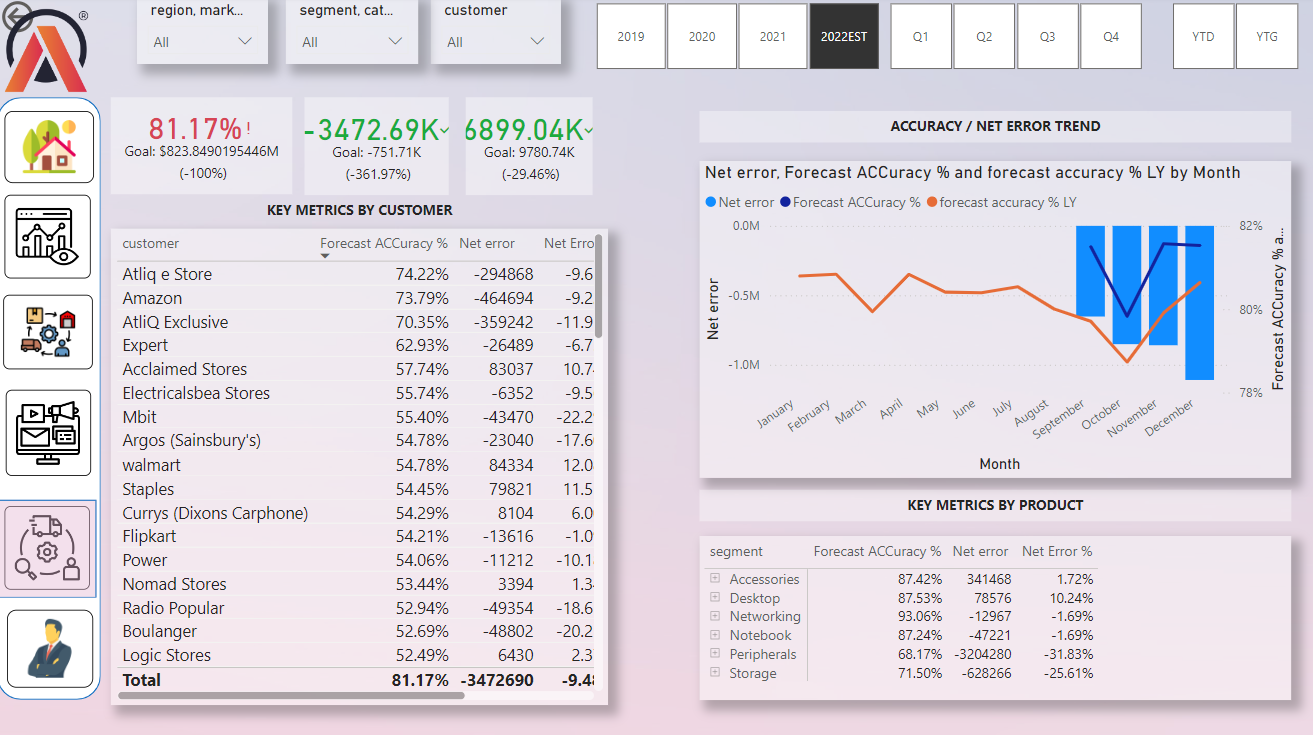 ®
region, mark...
All
segment, cat...
All
customer
All
2019
2020
2021
2022EST
Q1
Q2
Q3
Q4
YTD
YTG
81.17%!
Goal: $823.8490195446M
(-100%)
-3472.69K
Goal: -751.71K
(-361.97%)
6899.04K
Goal: 9780.74K
(-29.46%)
KEY METRICS BY CUSTOMER
customer Forecast ACCuracy % Net error Net Erro
Atliq e Store 74.22% -294868 -9.6
Amazon 73.79% -464694 -9.2
AtliQ Exclusive 70.35% -359242 -11.9
Expert 62.93% -26489 -6.7
Acclaimed Stores 57.74% 83037 10.7
Electricalsbea Stores 55.74% -6352 -9.5
Mbit 55.40% -43470 -22.2
Argos (Sainsbury's) 54.78% -23040 -17.6
walmart 54.78% 84334 12.0
Staples 54.45% 79821 11.5
Currys (Dixons Carphone) 54.29% 8104 6.0
Flipkart 54.21% -13616 -1.0
Power 54.06% -11212 -10.1
Nomad Stores 53.44% 3394 1.3
Radio Popular 52.94% -49354 -18.6
Boulanger 52.69% -48802 -20.2
Logic Stores 52.49% 6430 2.3
Total 81.17% -3472690 -9.4
ACCURACY / NET ERROR TREND
Net error, Forecast ACCuracy % and forecast accuracy % LY by Month
Net error Forecast ACCuracy % forecast accuracy % LY
0.0M
-0.5M
-1.0M
Net error
82%
80%
78%
Forecast ACCuracy % a...
January
February
March
April
May
June
July
August
September
October
November
December
Month
KEY METRICS BY PRODUCT
segment Forecast ACCuracy % Net error Net Error %
Accessories 87.42% 341468 1.72%
Desktop 87.53% 78576 10.24%
Networking 93.06% -12967 -1.69%
Notebook 87.24% -47221 -1.69%
Peripherals 68.17% -3204280 -31.83%
Storage 71.50% -628266 -25.61%